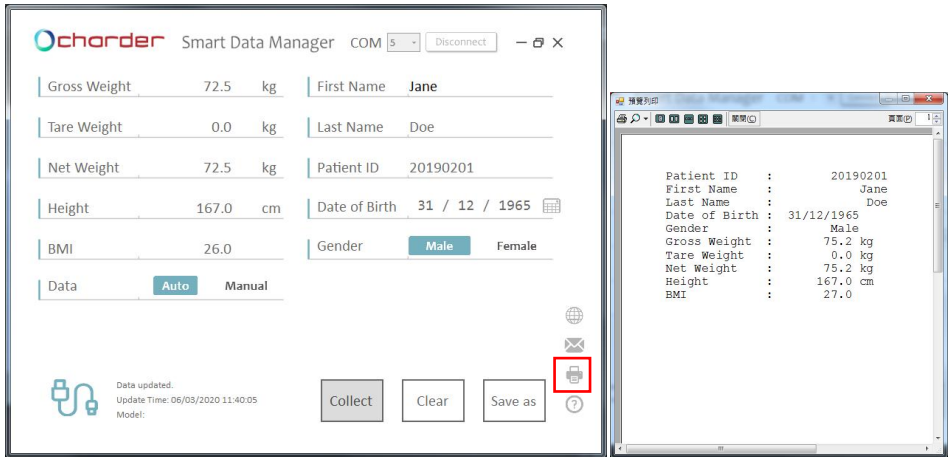 charder Smart Data Manager COM 5 Disconnect
Gross Weight 72.5 kg
Tare Weight 0.0 kg
Net Weight 72.5 kg
Height 167.0 cm
BMI 26.0
Data Auto Manual
First Name Jane
Last Name Doe
Patient ID 20190201
Date of Birth 31 / 12 / 1965
Gender Male Female
Data updated.
Update Time: 06/03/2020 11:40:05
Model:
Collect Clear Save as
?
預覽列印
關閉(C) 頁面(P) 1
Patient ID : 20190201
First Name : Jane
Last Name : Doe
Date of Birth : 31/12/1965
Gender : Male
Gross Weight : 75.2 kg
Tare Weight : 0.0 kg
Net Weight : 75.2 kg
Height : 167.0 cm
BMI : 27.0